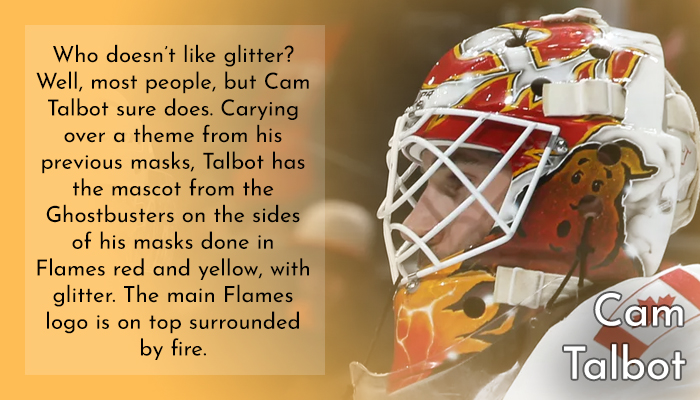 Who doesn't like glitter?
Well, most people, but Cam
Talbot sure does. Carying
over a theme from his
previous masks, Talbot has
the mascot from the
Ghostbusters on the sides
of his masks done in
Flames red and yellow, with
glitter. The main Flames
logo is on top surrounded
by fire.
Cam
Talbot